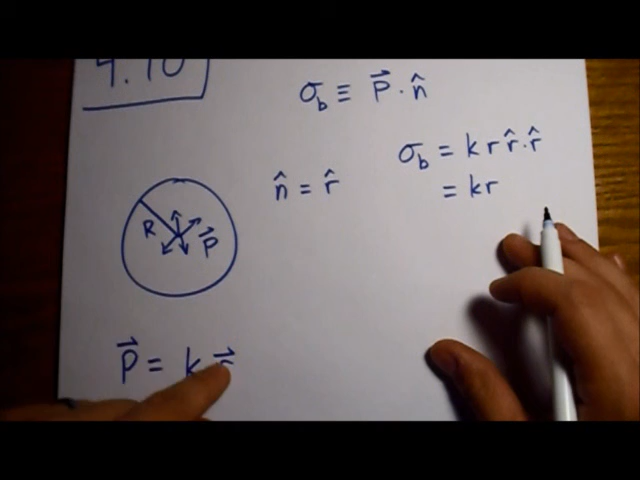 4.10
σ_b ≡ P⃗ · n̂
n̂ = r̂
σ_b = k r r̂ · r̂
= kr
R
P⃗
P⃗ = k